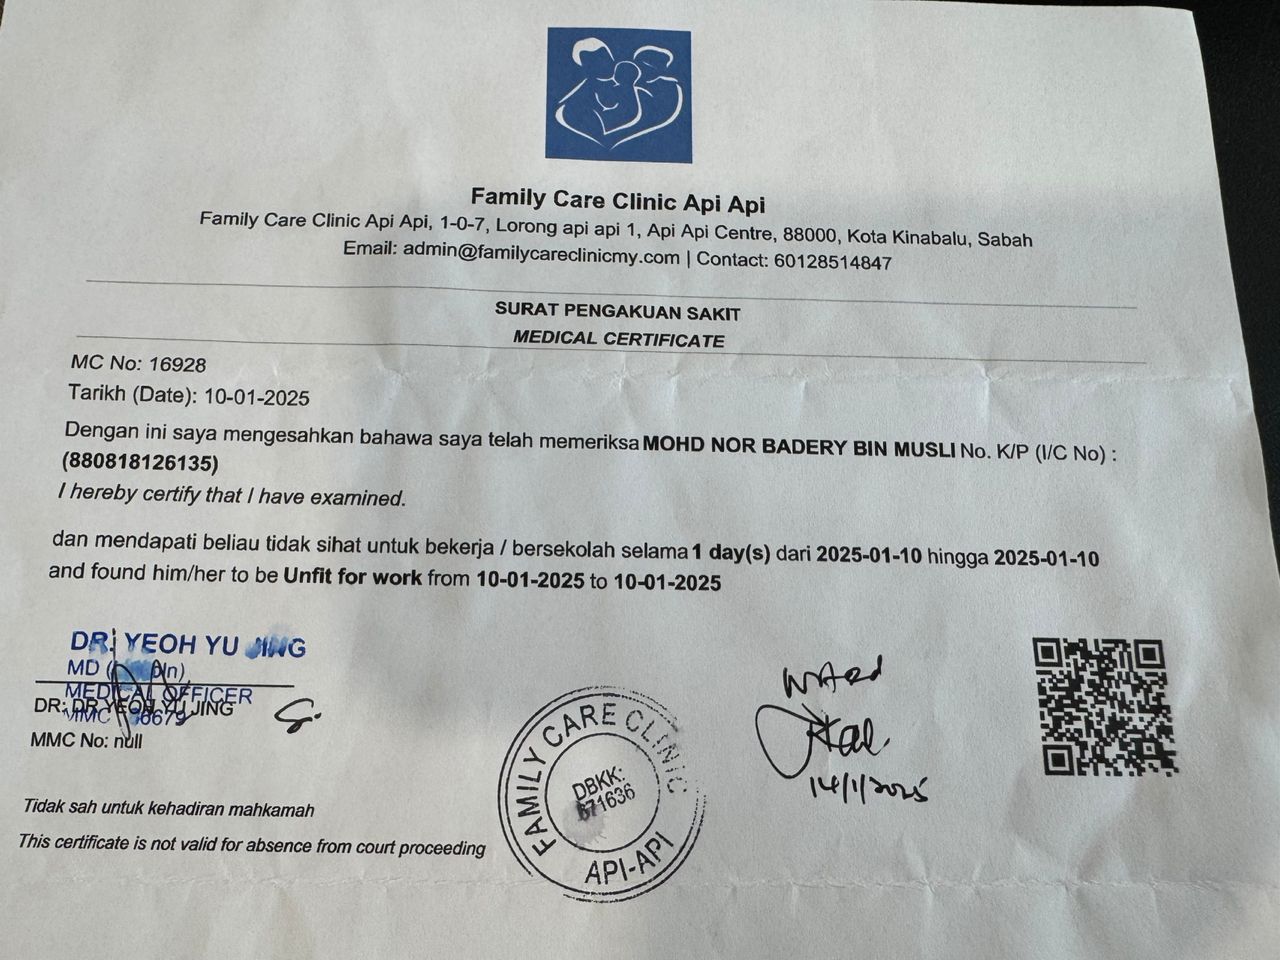 Family Care Clinic Api Api
Family Care Clinic Api Api, 1-0-7, Lorong api api 1, Api Api Centre, 88000, Kota Kinabalu, Sabah
Email: admin@familycareclinicmy.com | Contact: 60128514847
SURAT PENGAKUAN SAKIT
MEDICAL CERTIFICATE
MC No: 16928
Tarikh (Date): 10-01-2025
Dengan ini saya mengesahkan bahawa saya telah memeriksa MOHD NOR BADERY BIN MUSLI No. K/P (I/C No) :
(880818126135)
I hereby certify that I have examined.
dan mendapati beliau tidak sihat untuk bekerja / bersekolah selama 1 day(s) dari 2025-01-10 hingga 2025-01-10
and found him/her to be Unfit for work from 10-01-2025 to 10-01-2025
DR. YEOH YU JING
MD
MEDICAL OFFICER
MMC
DR: DR YEOH YU JING
MMC No: null
FAMILY CARE CLINIC
DBKK:
671636
API-API
14/1/2025
Tidak sah untuk kehadiran mahkamah
This certificate is not valid for absence from court proceeding